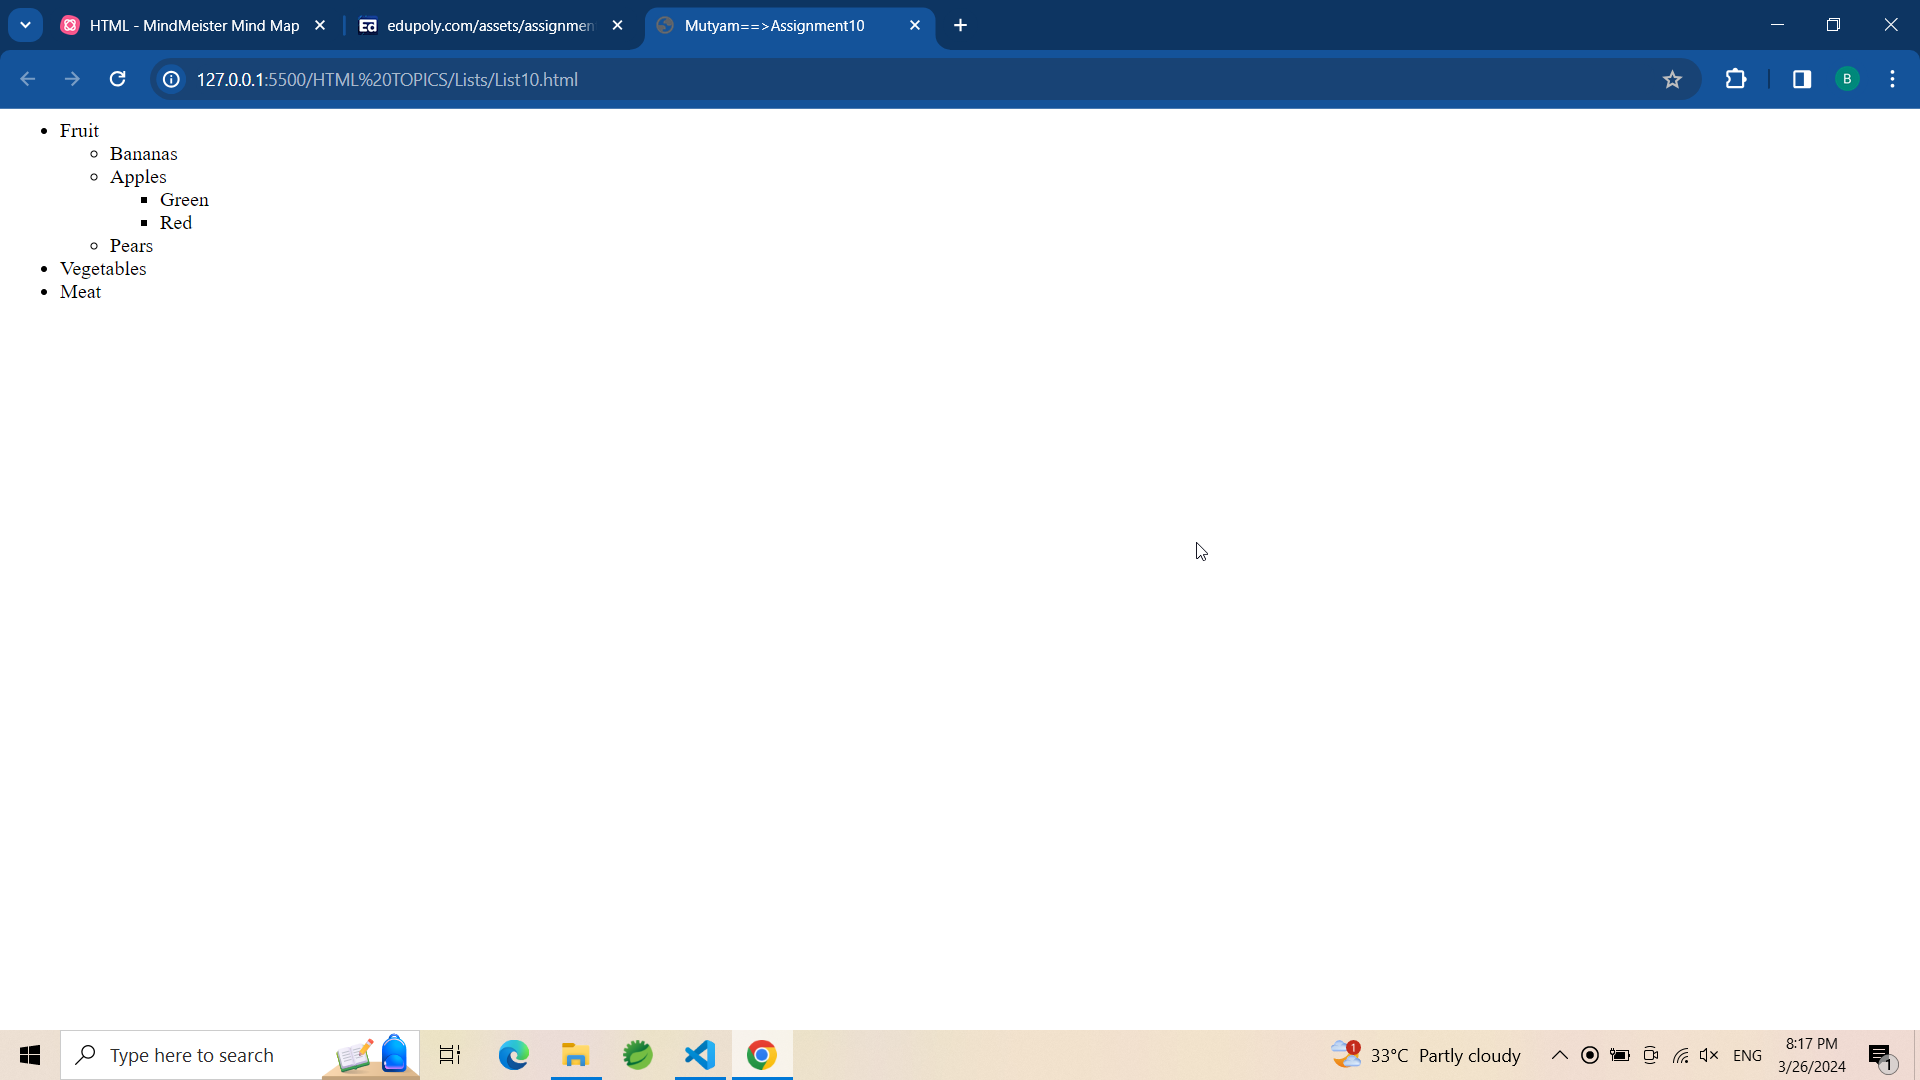 HTML - MindMeister Mind Map
edupoly.com/assets/assignmen
Mutyam==>Assignment10
127.0.0.1:5500/HTML%20TOPICS/Lists/List10.html
B
• Fruit
◦ Bananas
◦ Apples
▪ Green
▪ Red
◦ Pears
• Vegetables
• Meat
Type here to search
1
33°C Partly cloudy
ENG
8:17 PM
3/26/2024
1